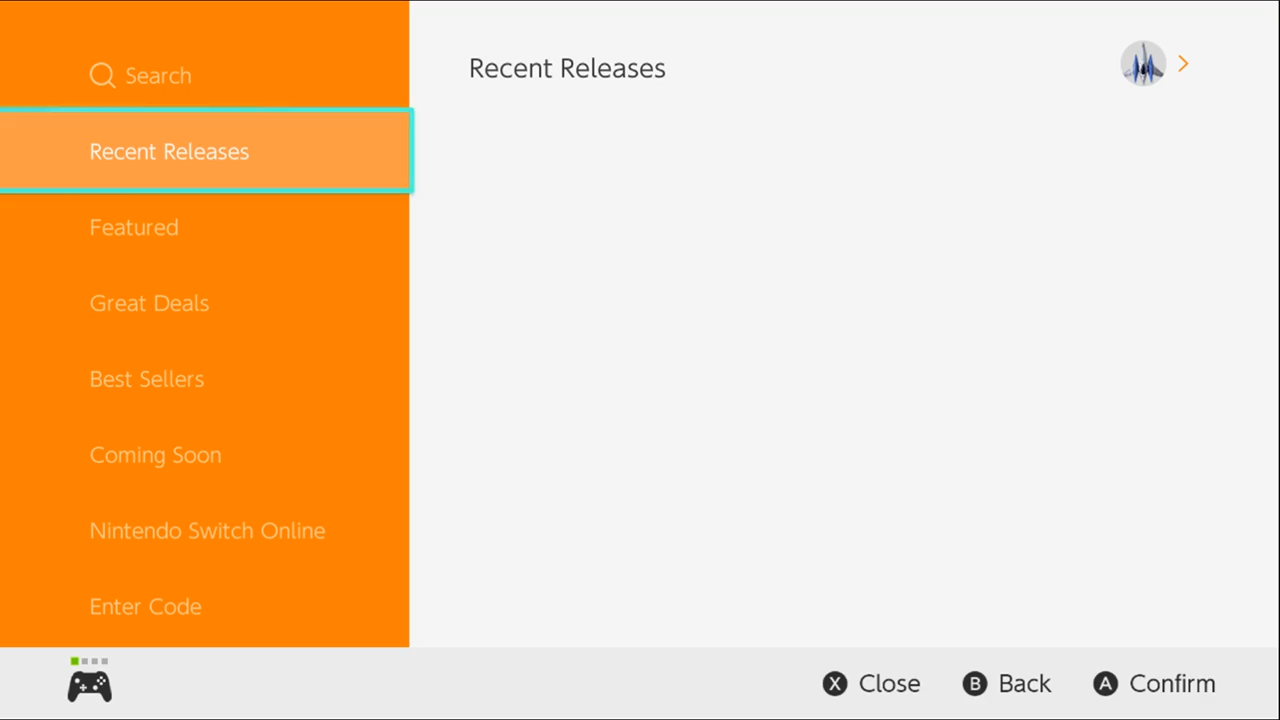 Search
Recent Releases
Featured
Great Deals
Best Sellers
Coming Soon
Nintendo Switch Online
Enter Code
Recent Releases
X Close
B Back
A Confirm